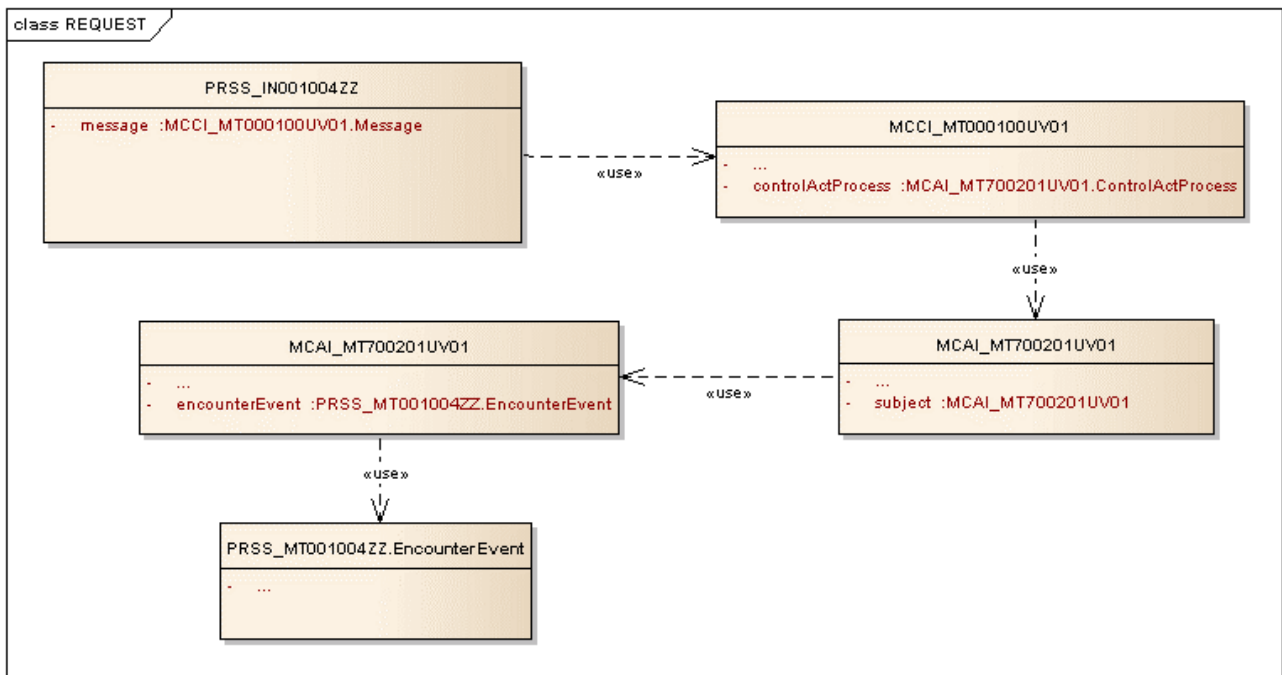 class REQUEST
PRSS_IN001004ZZ
- message :MCCI_MT000100UV01.Message
«use»
MCCI_MT000100UV01
- ...
- controlActProcess :MCAI_MT700201UV01.ControlActProcess
«use»
MCAI_MT700201UV01
- ...
- subject :MCAI_MT700201UV01
«use»
MCAI_MT700201UV01
- ...
- encounterEvent :PRSS_MT001004ZZ.EncounterEvent
«use»
PRSS_MT001004ZZ.EncounterEvent
- ...